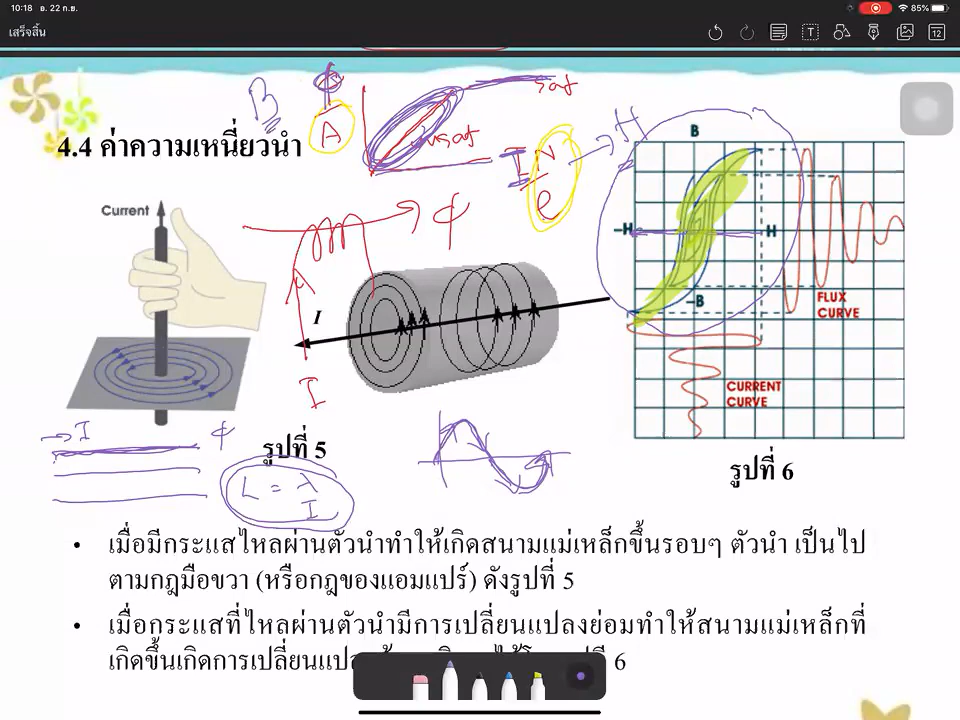 10:18 อ. 22 ก.ย.
85%
เสร็จสิ้น
T
12
B
Φ
A
sat
usat
I N
l
H
4.4 ค่าความเหนี่ยวนำ
Current
I
I
Φ
B
-H
H
-B
FLUX
CURVE
CURRENT
CURVE
I
Φ
รูปที่ 5
รูปที่ 6
L = λ
I
• เมื่อมีกระแสไหลผ่านตัวนำทำให้เกิดสนามแม่เหล็กขึ้นรอบๆ ตัวนำ เป็นไป
ตามกฎมือขวา (หรือกฎของแอมแปร์) ดังรูปที่ 5
• เมื่อกระแสที่ไหลผ่านตัวนำมีการเปลี่ยนแปลงย่อมทำให้สนามแม่เหล็กที่
เกิดขึ้นเกิดการเปลี่ยนแปลง 6